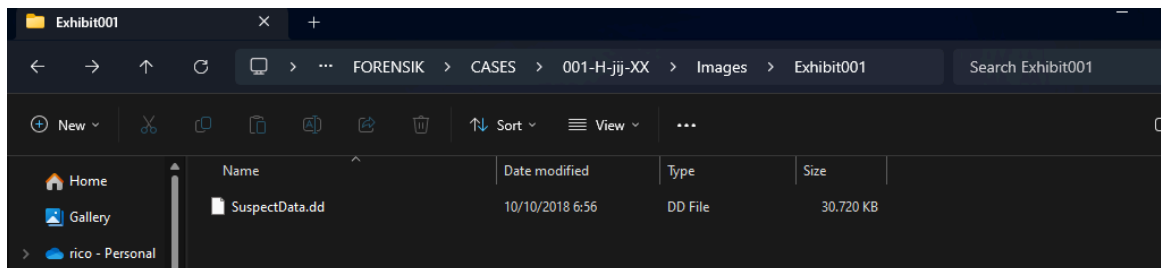 Exhibit001
FORENSIK > CASES > 001-H-jij-XX > Images > Exhibit001 Search Exhibit001
New Sort View
Name Date modified Type Size
Home
SuspectData.dd 10/10/2018 6:56 DD File 30.720 KB
Gallery
rico - Personal